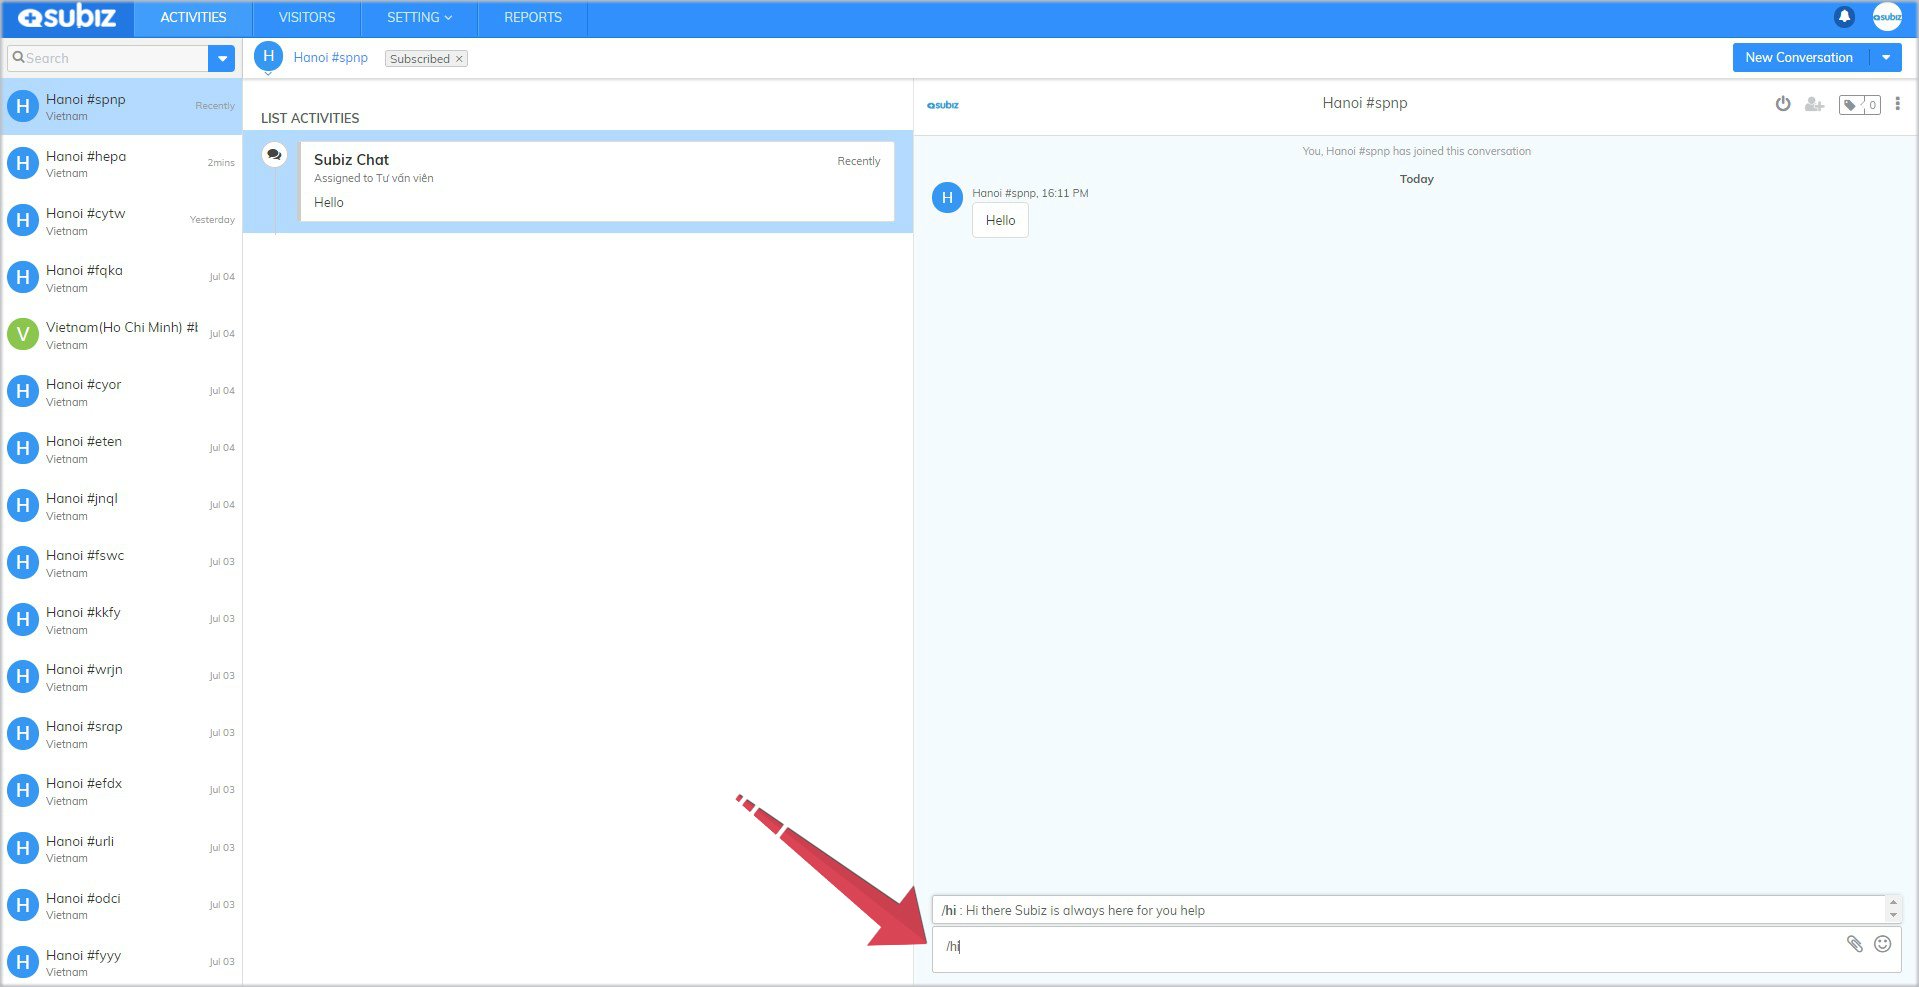 subiz
ACTIVITIES
VISITORS
SETTING
REPORTS
subiz
Search
H
Hanoi #spnp
Subscribed ×
New Conversation
H
Hanoi #spnp
Vietnam
Recently
H
Hanoi #hepa
Vietnam
2mins
H
Hanoi #cytw
Vietnam
Yesterday
H
Hanoi #fqka
Vietnam
Jul 04
V
Vietnam(Ho Chi Minh)
Vietnam
Jul 04
H
Hanoi #cyor
Vietnam
Jul 04
H
Hanoi #eten
Vietnam
Jul 04
H
Hanoi #jnql
Vietnam
Jul 04
H
Hanoi #fswc
Vietnam
Jul 03
H
Hanoi #kkfy
Vietnam
Jul 03
H
Hanoi #wrjn
Vietnam
Jul 03
H
Hanoi #srap
Vietnam
Jul 03
H
Hanoi #efdx
Vietnam
Jul 03
H
Hanoi #urli
Vietnam
Jul 03
H
Hanoi #odci
Vietnam
Jul 03
H
Hanoi #fyyy
Vietnam
Jul 03
LIST ACTIVITIES
Subiz Chat
Recently
Assigned to Tư vấn viên
Hello
subiz
Hanoi #spnp
0
You, Hanoi #spnp has joined this conversation
Today
H
Hanoi #spnp, 16:11 PM
Hello
/hi : Hi there Subiz is always here for you help
/hi